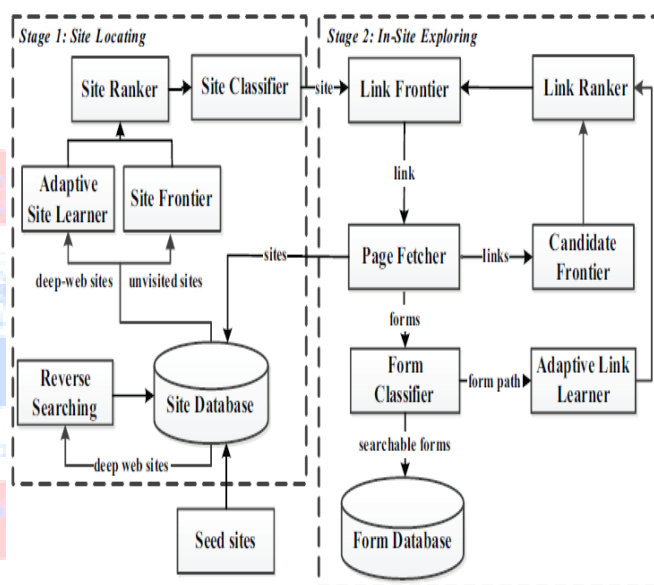 Stage 1: Site Locating
Stage 2: In-Site Exploring
Site Ranker
Site Classifier
site
Link Frontier
Link Ranker
Adaptive
Site Learner
Site Frontier
link
deep-web sites
unvisited sites
sites
Page Fetcher
links
Candidate
Frontier
forms
Reverse
Searching
Site Database
Form
Classifier
form path
Adaptive Link
Learner
deep web sites
searchable forms
Seed sites
Form Database